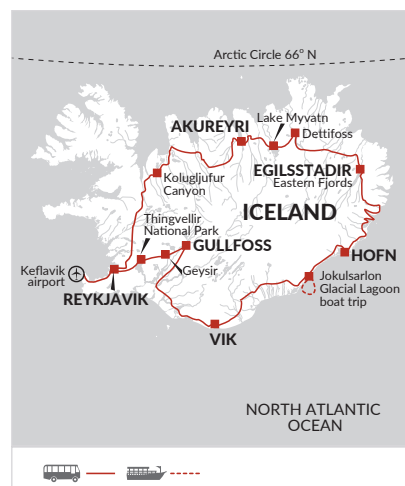 Arctic Circle 66° N
Lake Myvatn
AKUREYRI
Dettifoss
EGILSSTADIR
Eastern Fjords
Kolugljufur
Canyon
ICELAND
Thingvellir
National Park
GULLFOSS
HOFN
Keflavik
airport
Geysir
Jokulsarlon
Glacial Lagoon
boat trip
REYKJAVIK
VIK
NORTH ATLANTIC
OCEAN